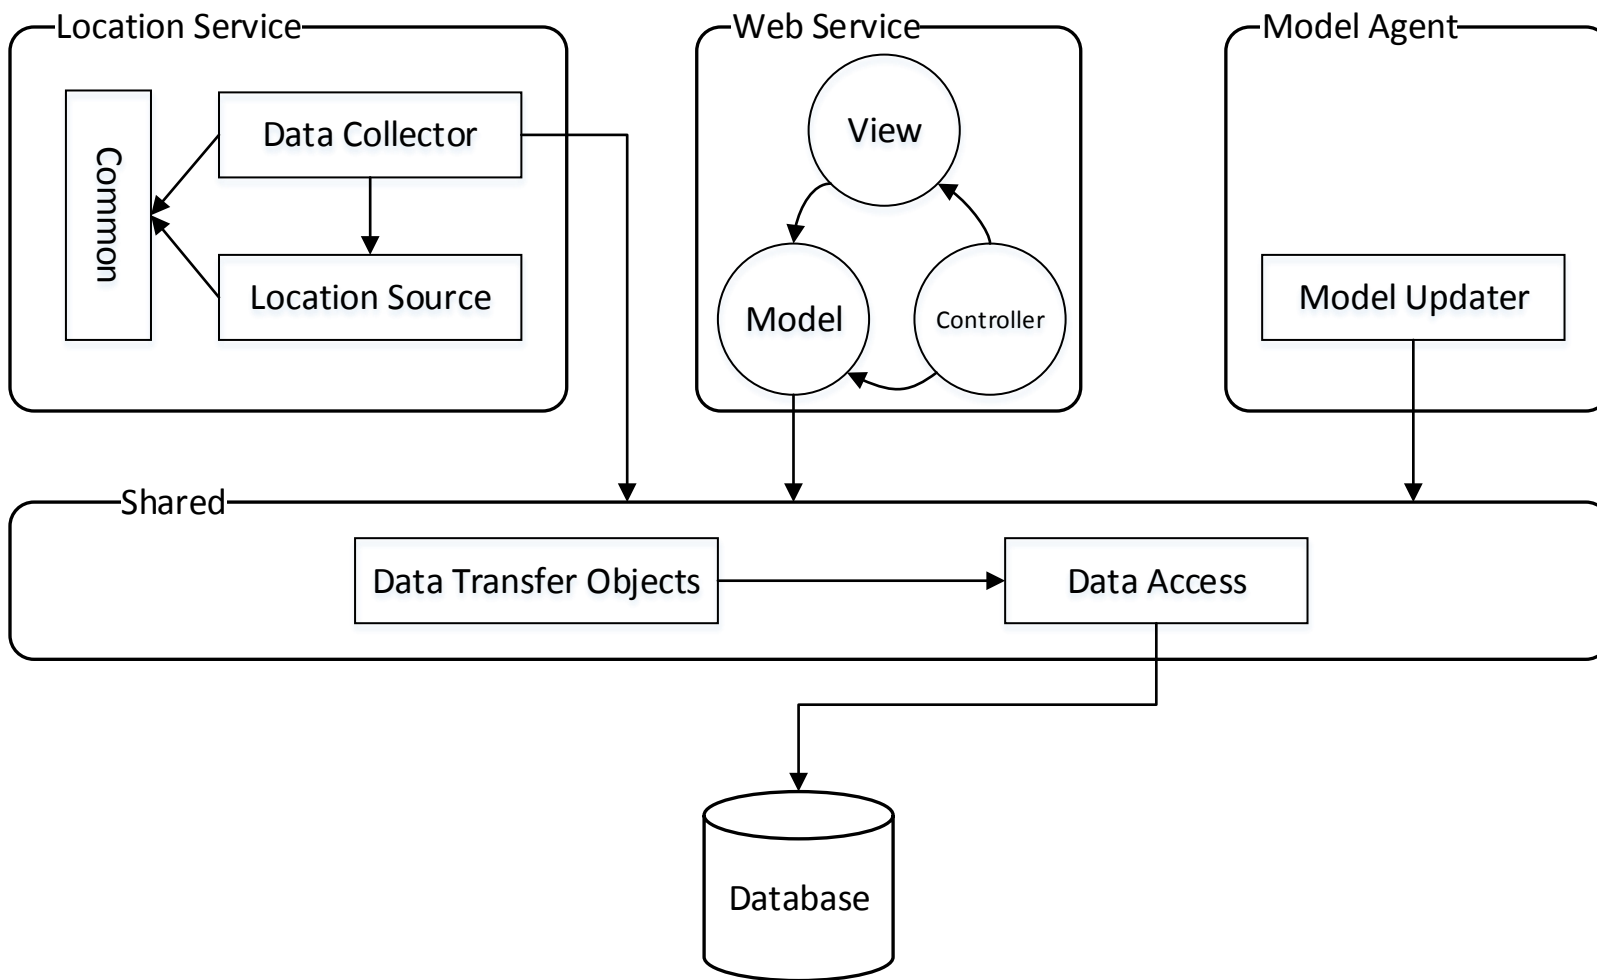 Location Service
Web Service
Model Agent
Common
Data Collector
Location Source
View
Model
Controller
Model Updater
Shared
Data Transfer Objects
Data Access
Database